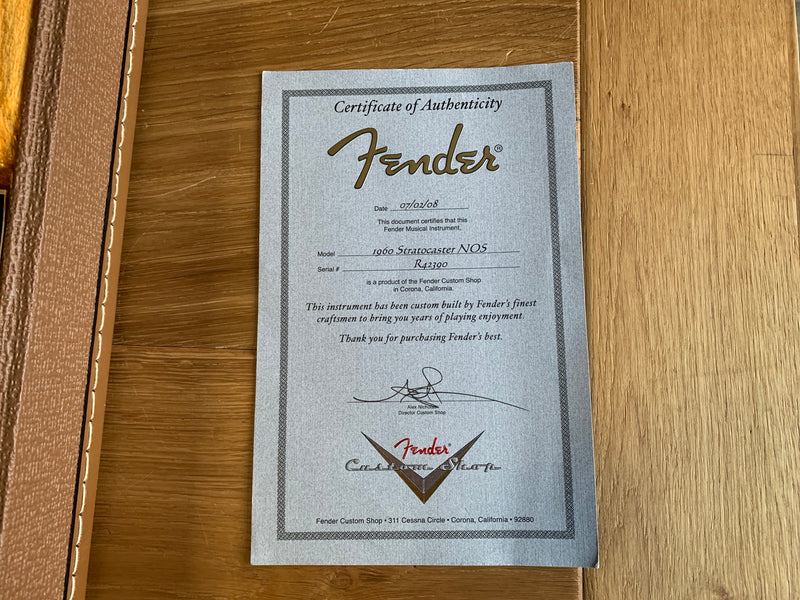 Certificate of Authenticity
Fender®
Date 07/02/08
This document certifies that this
Fender Musical Instrument,
Model 1960 Stratocaster NOS
Serial # R42390
is a product of the Fender Custom Shop
in Corona, California.
This instrument has been custom built by Fender's finest
craftsmen to bring you years of playing enjoyment.
Thank you for purchasing Fender's best.
Alex Nicholas
Director Custom Shop
Fender®
Custom Shop
Fender Custom Shop • 311 Cessna Circle • Corona, California • 92880